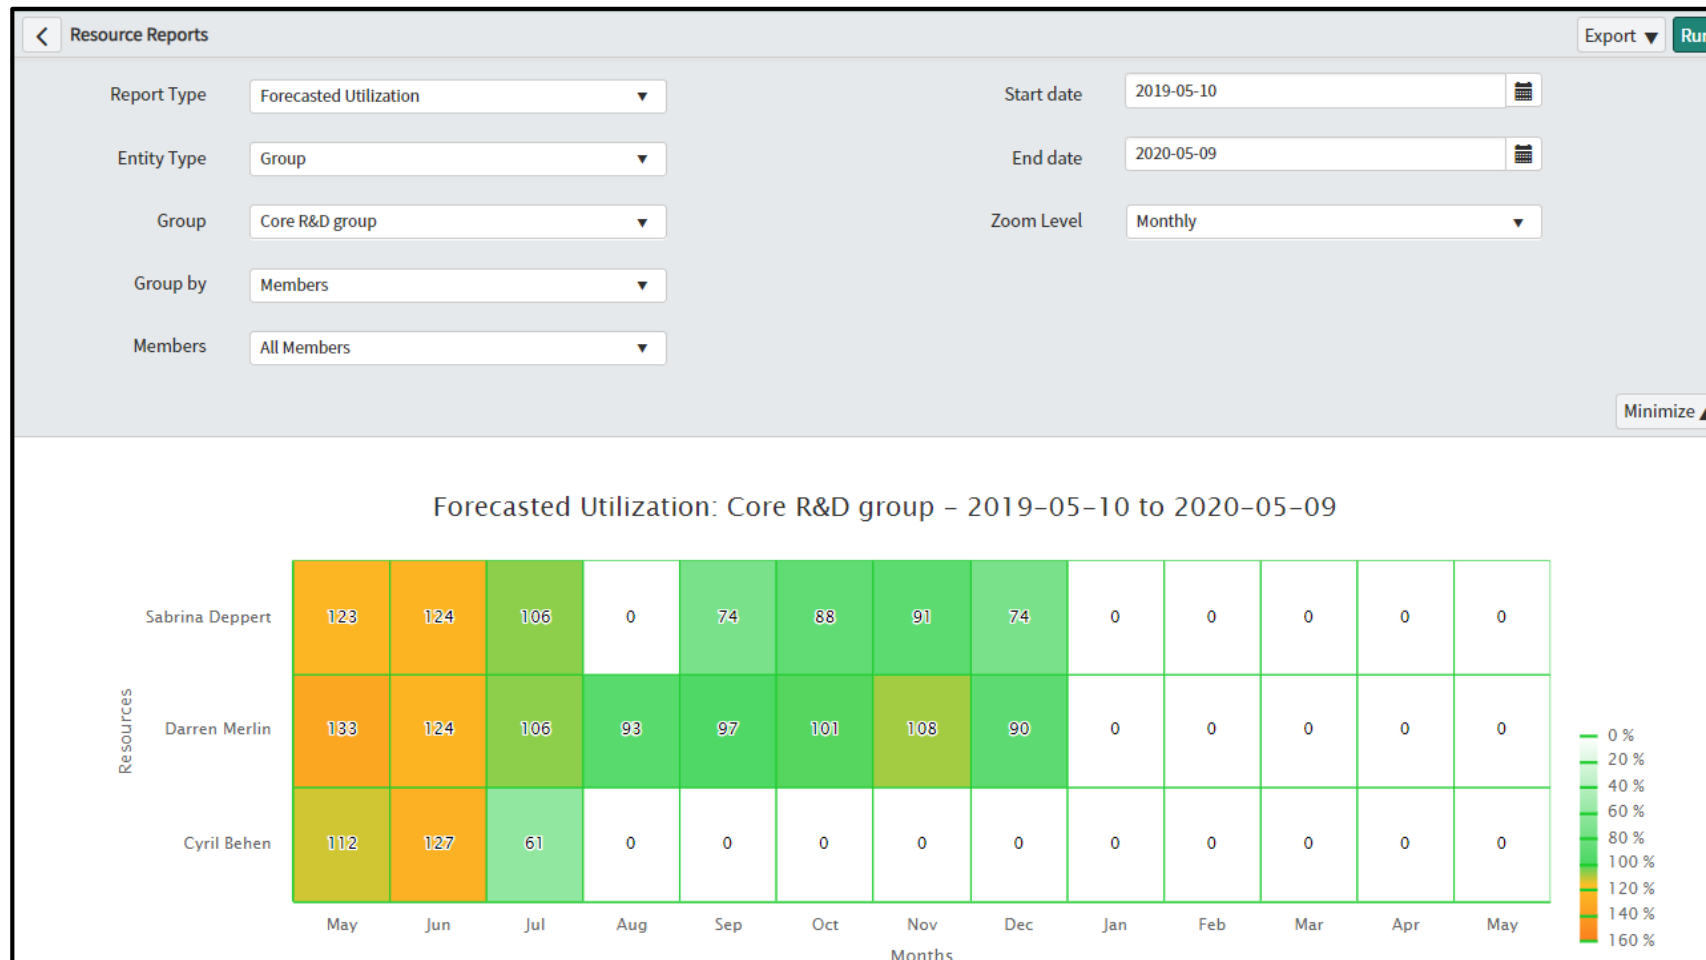 Resource Reports
Export ▼
Run
Report Type
Forecasted Utilization
Start date
2019-05-10
Entity Type
Group
End date
2020-05-09
Group
Core R&D group
Zoom Level
Monthly
Group by
Members
Members
All Members
Minimize
Forecasted Utilization: Core R&D group – 2019-05-10 to 2020-05-09
Resources
Sabrina Deppert 123 124 106 0 74 88 91 74 0 0 0 0 0
Darren Merlin 133 124 106 93 97 101 108 90 0 0 0 0 0
Cyril Behen 112 127 61 0 0 0 0 0 0 0 0 0 0
May Jun Jul Aug Sep Oct Nov Dec Jan Feb Mar Apr May
Months
0 %
20 %
40 %
60 %
80 %
100 %
120 %
140 %
160 %